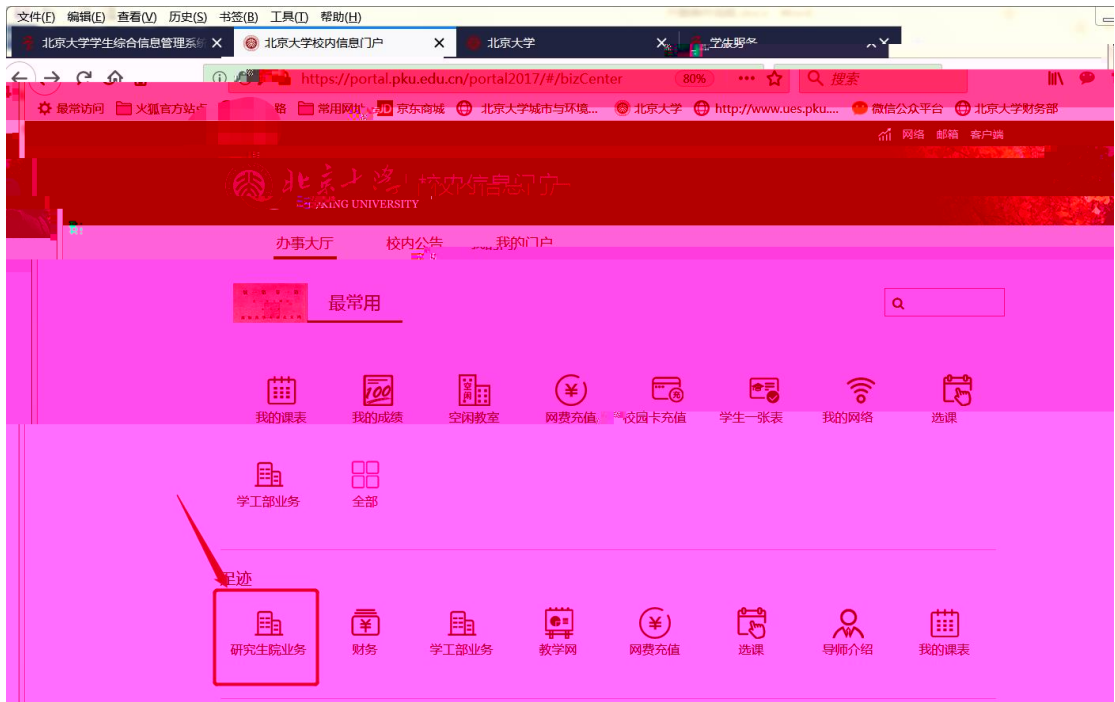 文件(F) 编辑(E) 查看(V) 历史(S) 书签(B) 工具(T) 帮助(H)
北京大学学生综合信息管理系统 × 北京大学校内信息门户 × 北京大学 ×
https://portal.pku.edu.cn/portal2017/#/bizCenter 80% 搜索
最常访问 火狐官方站点 常用网址 JD 京东商城 北京大学城市与环境... 北京大学 http://www.ues.pku.... 微信公众平台 北京大学财务部
网络 邮箱 客户端
北京大学 校内信息门户
PEKING UNIVERSITY
办事大厅 校内公告 我的门户
最常用
我的课表 我的成绩 空闲教室 网费充值 校园卡充值 学生一张表 我的网络 选课
学工部业务 全部
足迹
研究生院业务 财务 学工部业务 教学网 网费充值 选课 导师介绍 我的课表